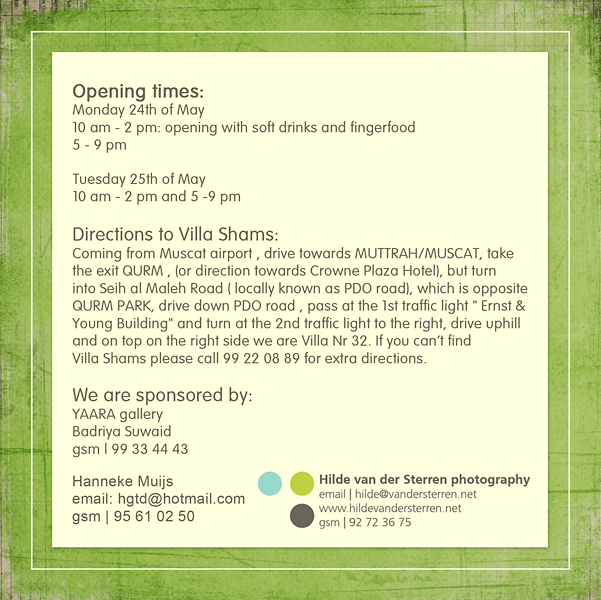 Opening times:
Monday 24th of May
10 am - 2 pm: opening with soft drinks and fingerfood
5 - 9 pm
Tuesday 25th of May
10 am - 2 pm and 5 -9 pm
Directions to Villa Shams:
Coming from Muscat airport , drive towards MUTTRAH/MUSCAT, take
the exit QURM , (or direction towards Crowne Plaza Hotel), but turn
into Seih al Maleh Road ( locally known as PDO road), which is opposite
QURM PARK, drive down PDO road , pass at the 1st traffic light " Ernst &
Young Building" and turn at the 2nd traffic light to the right, drive uphill
and on top on the right side we are Villa Nr 32. If you can't find
Villa Shams please call 99 22 08 89 for extra directions.
We are sponsored by:
YAARA gallery
Badriya Suwaid
gsm | 99 33 44 43
Hanneke Muijs
email: hgtd@hotmail.com
gsm | 95 61 02 50
Hilde van der Sterren photography
email | hilde@vandersterren.net
www.hildevandersterren.net
gsm | 92 72 36 75